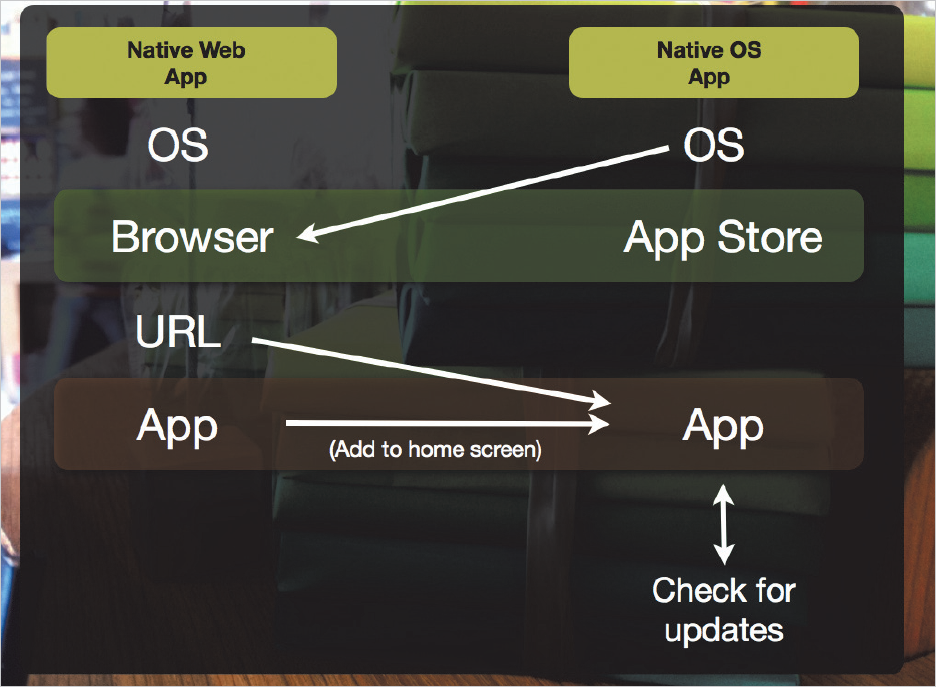 Native Web
App
Native OS
App
OS
OS
Browser
App Store
URL
App
(Add to home screen)
App
Check for
updates